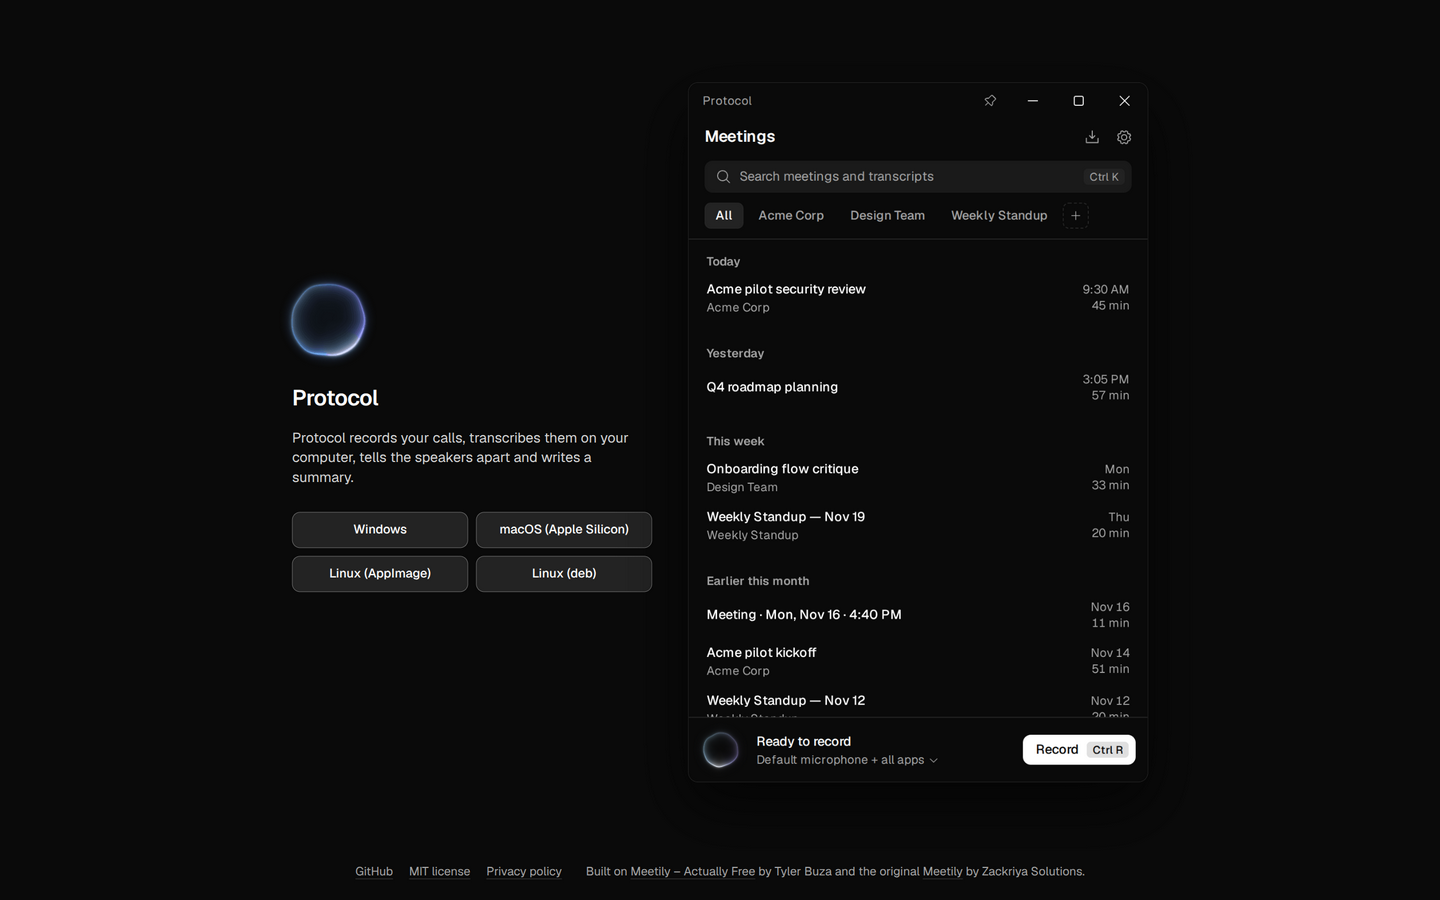 Protocol
Protocol records your calls, transcribes them on your
computer, tells the speakers apart and writes a
summary.
Windows
macOS (Apple Silicon)
Linux (AppImage)
Linux (deb)
Protocol
Meetings
Search meetings and transcripts
Ctrl K
All
Acme Corp
Design Team
Weekly Standup
+
Today
Acme pilot security review
9:30 AM
Acme Corp
45 min
Yesterday
Q4 roadmap planning
3:05 PM
57 min
This week
Onboarding flow critique
Mon
Design Team
33 min
Weekly Standup — Nov 19
Thu
Weekly Standup
20 min
Earlier this month
Meeting · Mon, Nov 16 · 4:40 PM
Nov 16
11 min
Acme pilot kickoff
Nov 14
Acme Corp
51 min
Weekly Standup — Nov 12
Nov 12
Weekly Standup
20 min
Ready to record
Default microphone + all apps
Record
Ctrl R
GitHub
MIT license
Privacy policy
Built on Meetily – Actually Free by Tyler Buza and the original Meetily by Zackriya Solutions.